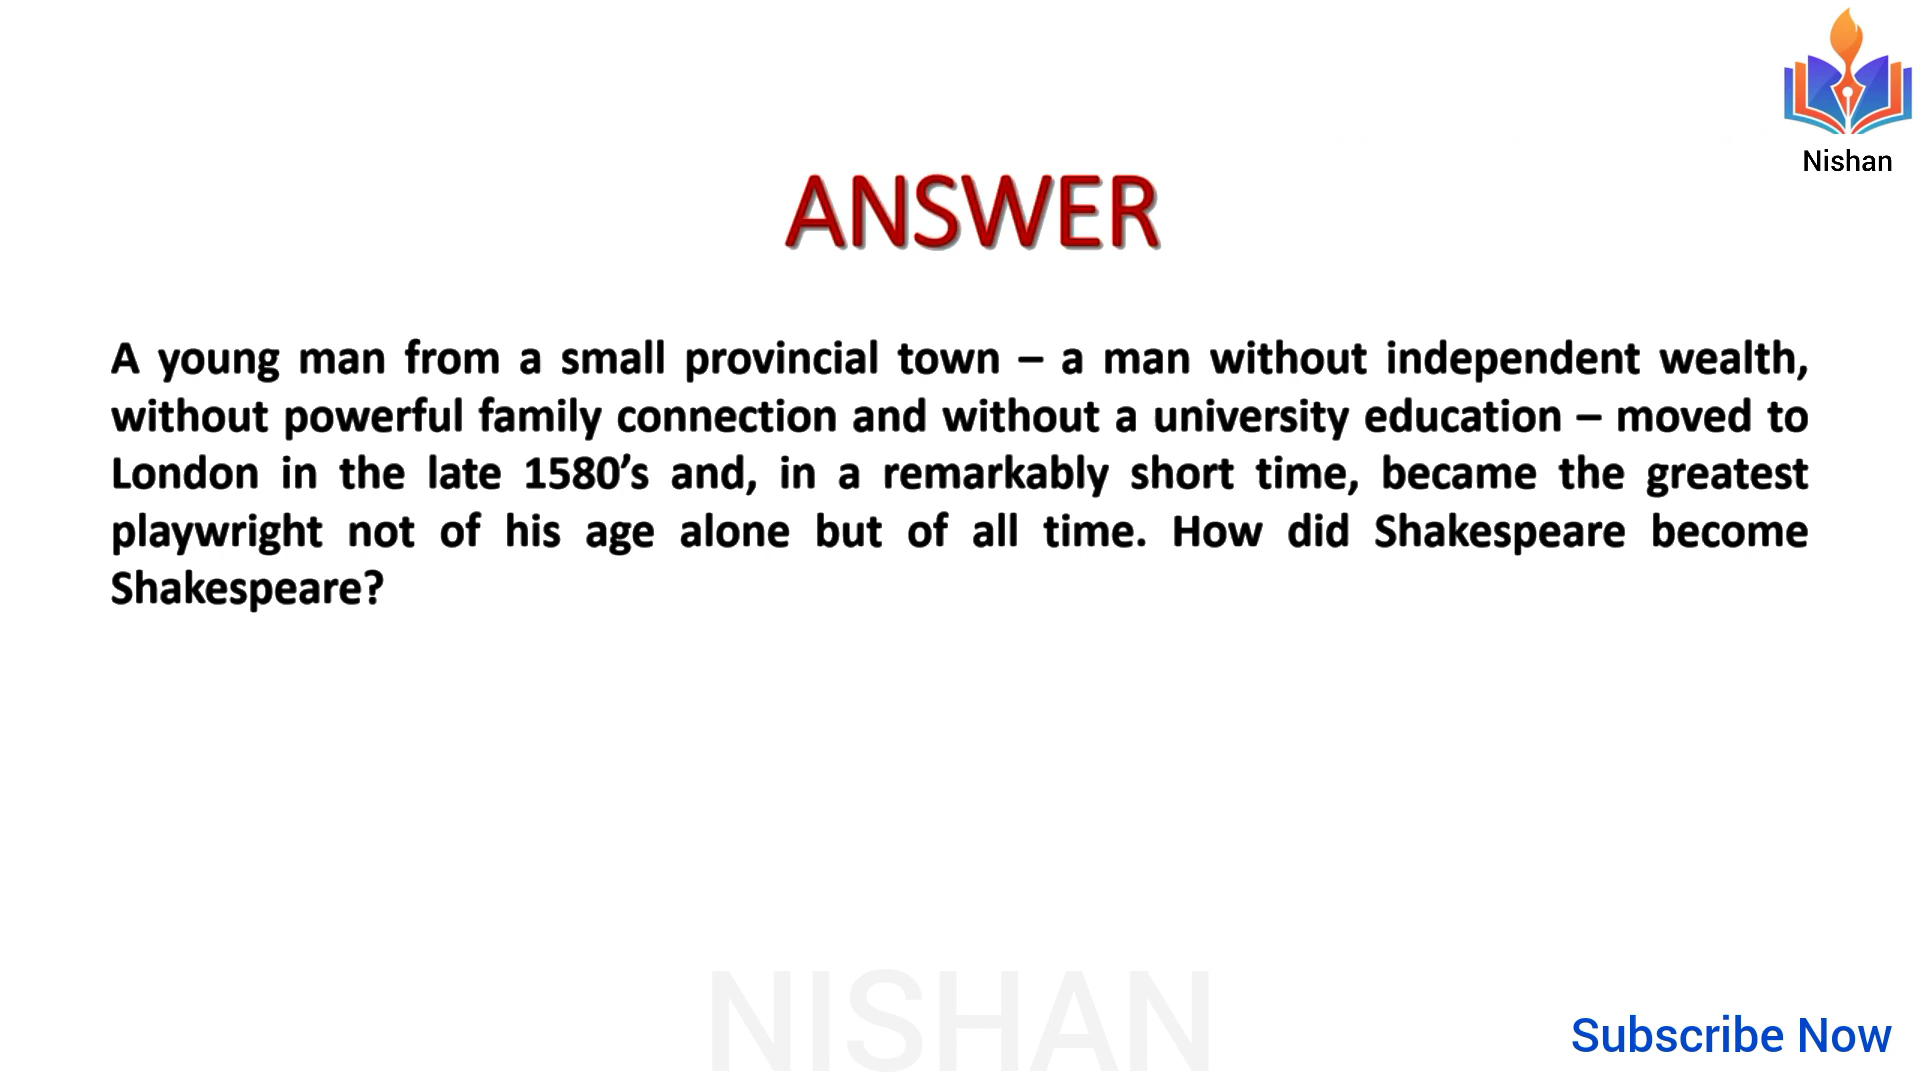 Nishan
ANSWER
A young man from a small provincial town – a man without independent wealth,
without powerful family connection and without a university education – moved to
London in the late 1580’s and, in a remarkably short time, became the greatest
playwright not of his age alone but of all time. How did Shakespeare become
Shakespeare?
NISHAN
Subscribe Now